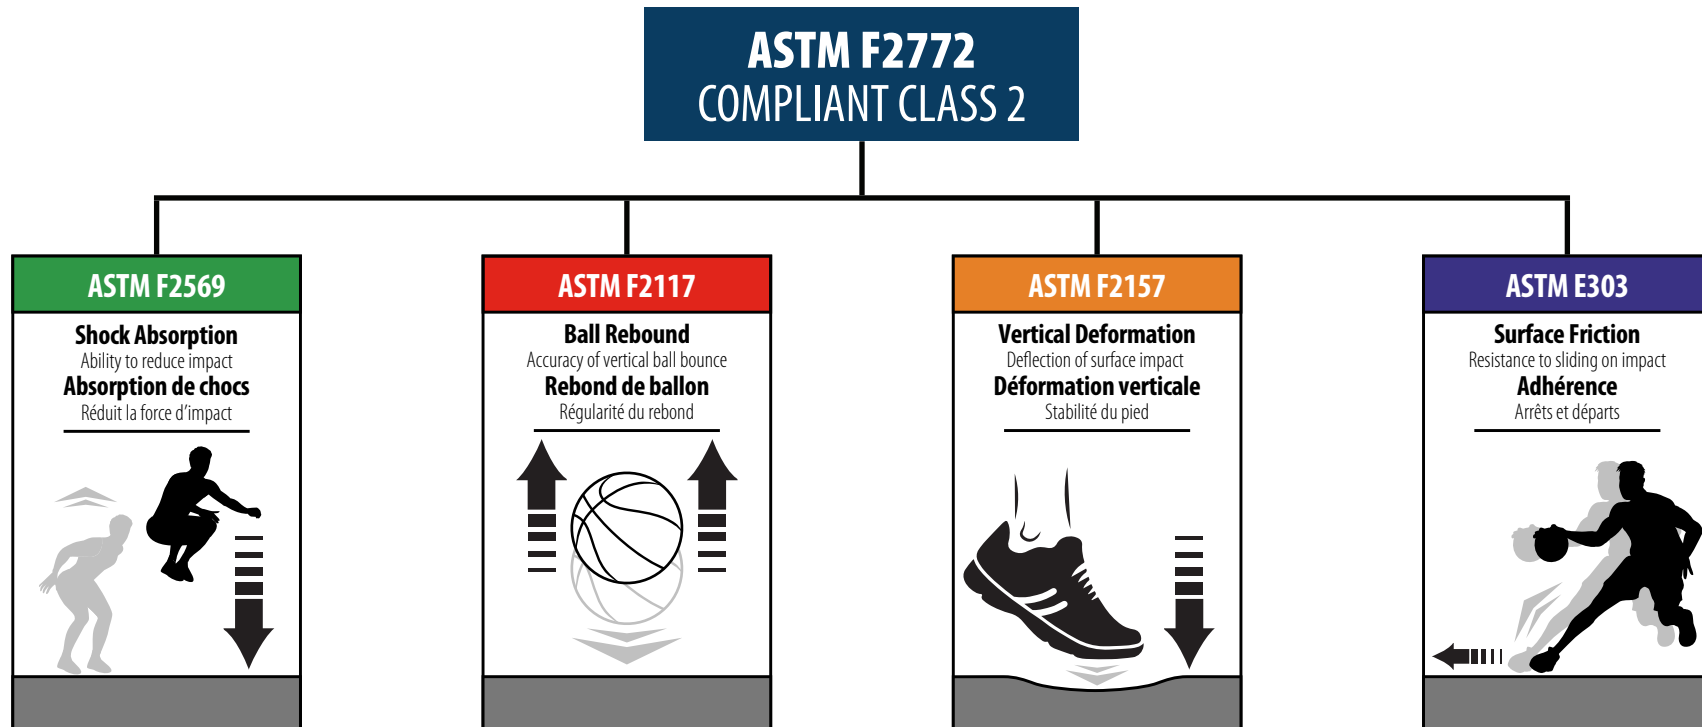 ASTM F2772
COMPLIANT CLASS 2
ASTM F2569
Shock Absorption
Ability to reduce impact
Absorption de chocs
Réduit la force d'impact
ASTM F2117
Ball Rebound
Accuracy of vertical ball bounce
Rebond de ballon
Régularité du rebond
ASTM F2157
Vertical Deformation
Deflection of surface impact
Déformation verticale
Stabilité du pied
ASTM E303
Surface Friction
Resistance to sliding on impact
Adhérence
Arrêts et départs